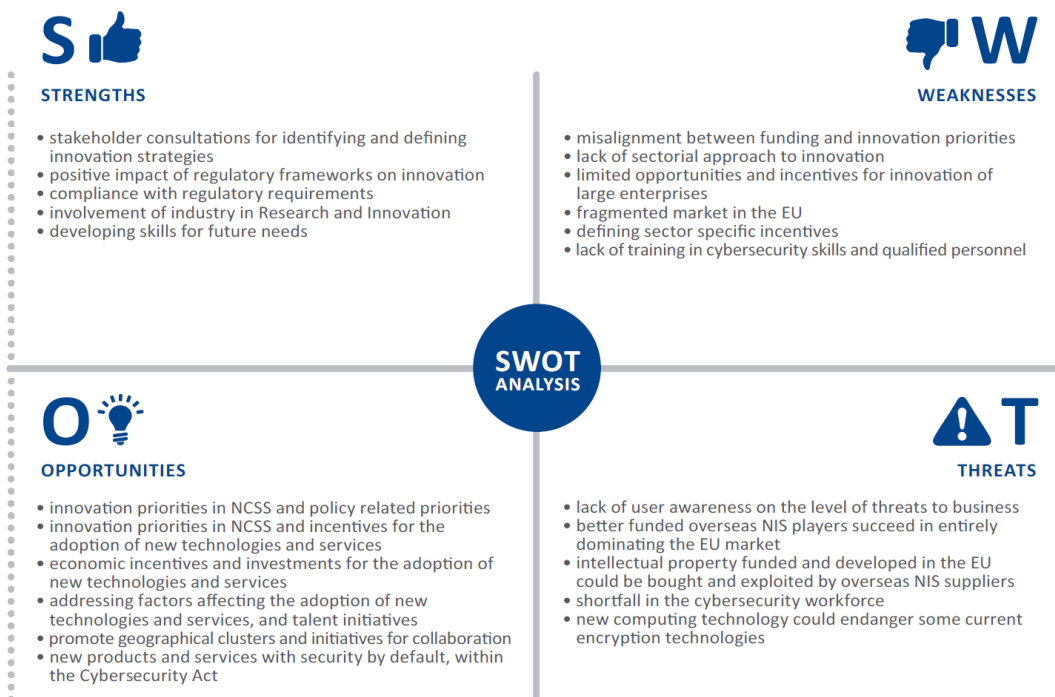 S
STRENGTHS
• stakeholder consultations for identifying and defining
innovation strategies
• positive impact of regulatory frameworks on innovation
• compliance with regulatory requirements
• involvement of industry in Research and Innovation
• developing skills for future needs
W
WEAKNESSES
• misalignment between funding and innovation priorities
• lack of sectorial approach to innovation
• limited opportunities and incentives for innovation of
large enterprises
• fragmented market in the EU
• defining sector specific incentives
• lack of training in cybersecurity skills and qualified personnel
SWOT
ANALYSIS
O
OPPORTUNITIES
• innovation priorities in NCSS and policy related priorities
• innovation priorities in NCSS and incentives for the
adoption of new technologies and services
• economic incentives and investments for the adoption of
new technologies and services
• addressing factors affecting the adoption of new
technologies and services, and talent initiatives
• promote geographical clusters and initiatives for collaboration
• new products and services with security by default, within
the Cybersecurity Act
T
THREATS
• lack of user awareness on the level of threats to business
• better funded overseas NIS players succeed in entirely
dominating the EU market
• intellectual property funded and developed in the EU
could be bought and exploited by overseas NIS suppliers
• shortfall in the cybersecurity workforce
• new computing technology could endanger some current
encryption technologies